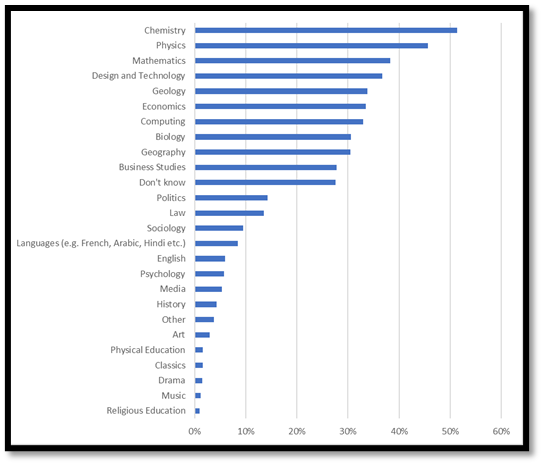 Chemistry
Physics
Mathematics
Design and Technology
Geology
Economics
Computing
Biology
Geography
Business Studies
Don't know
Politics
Law
Sociology
Languages (e.g. French, Arabic, Hindi etc.)
English
Psychology
Media
History
Other
Art
Physical Education
Classics
Drama
Music
Religious Education
0% 10% 20% 30% 40% 50% 60%